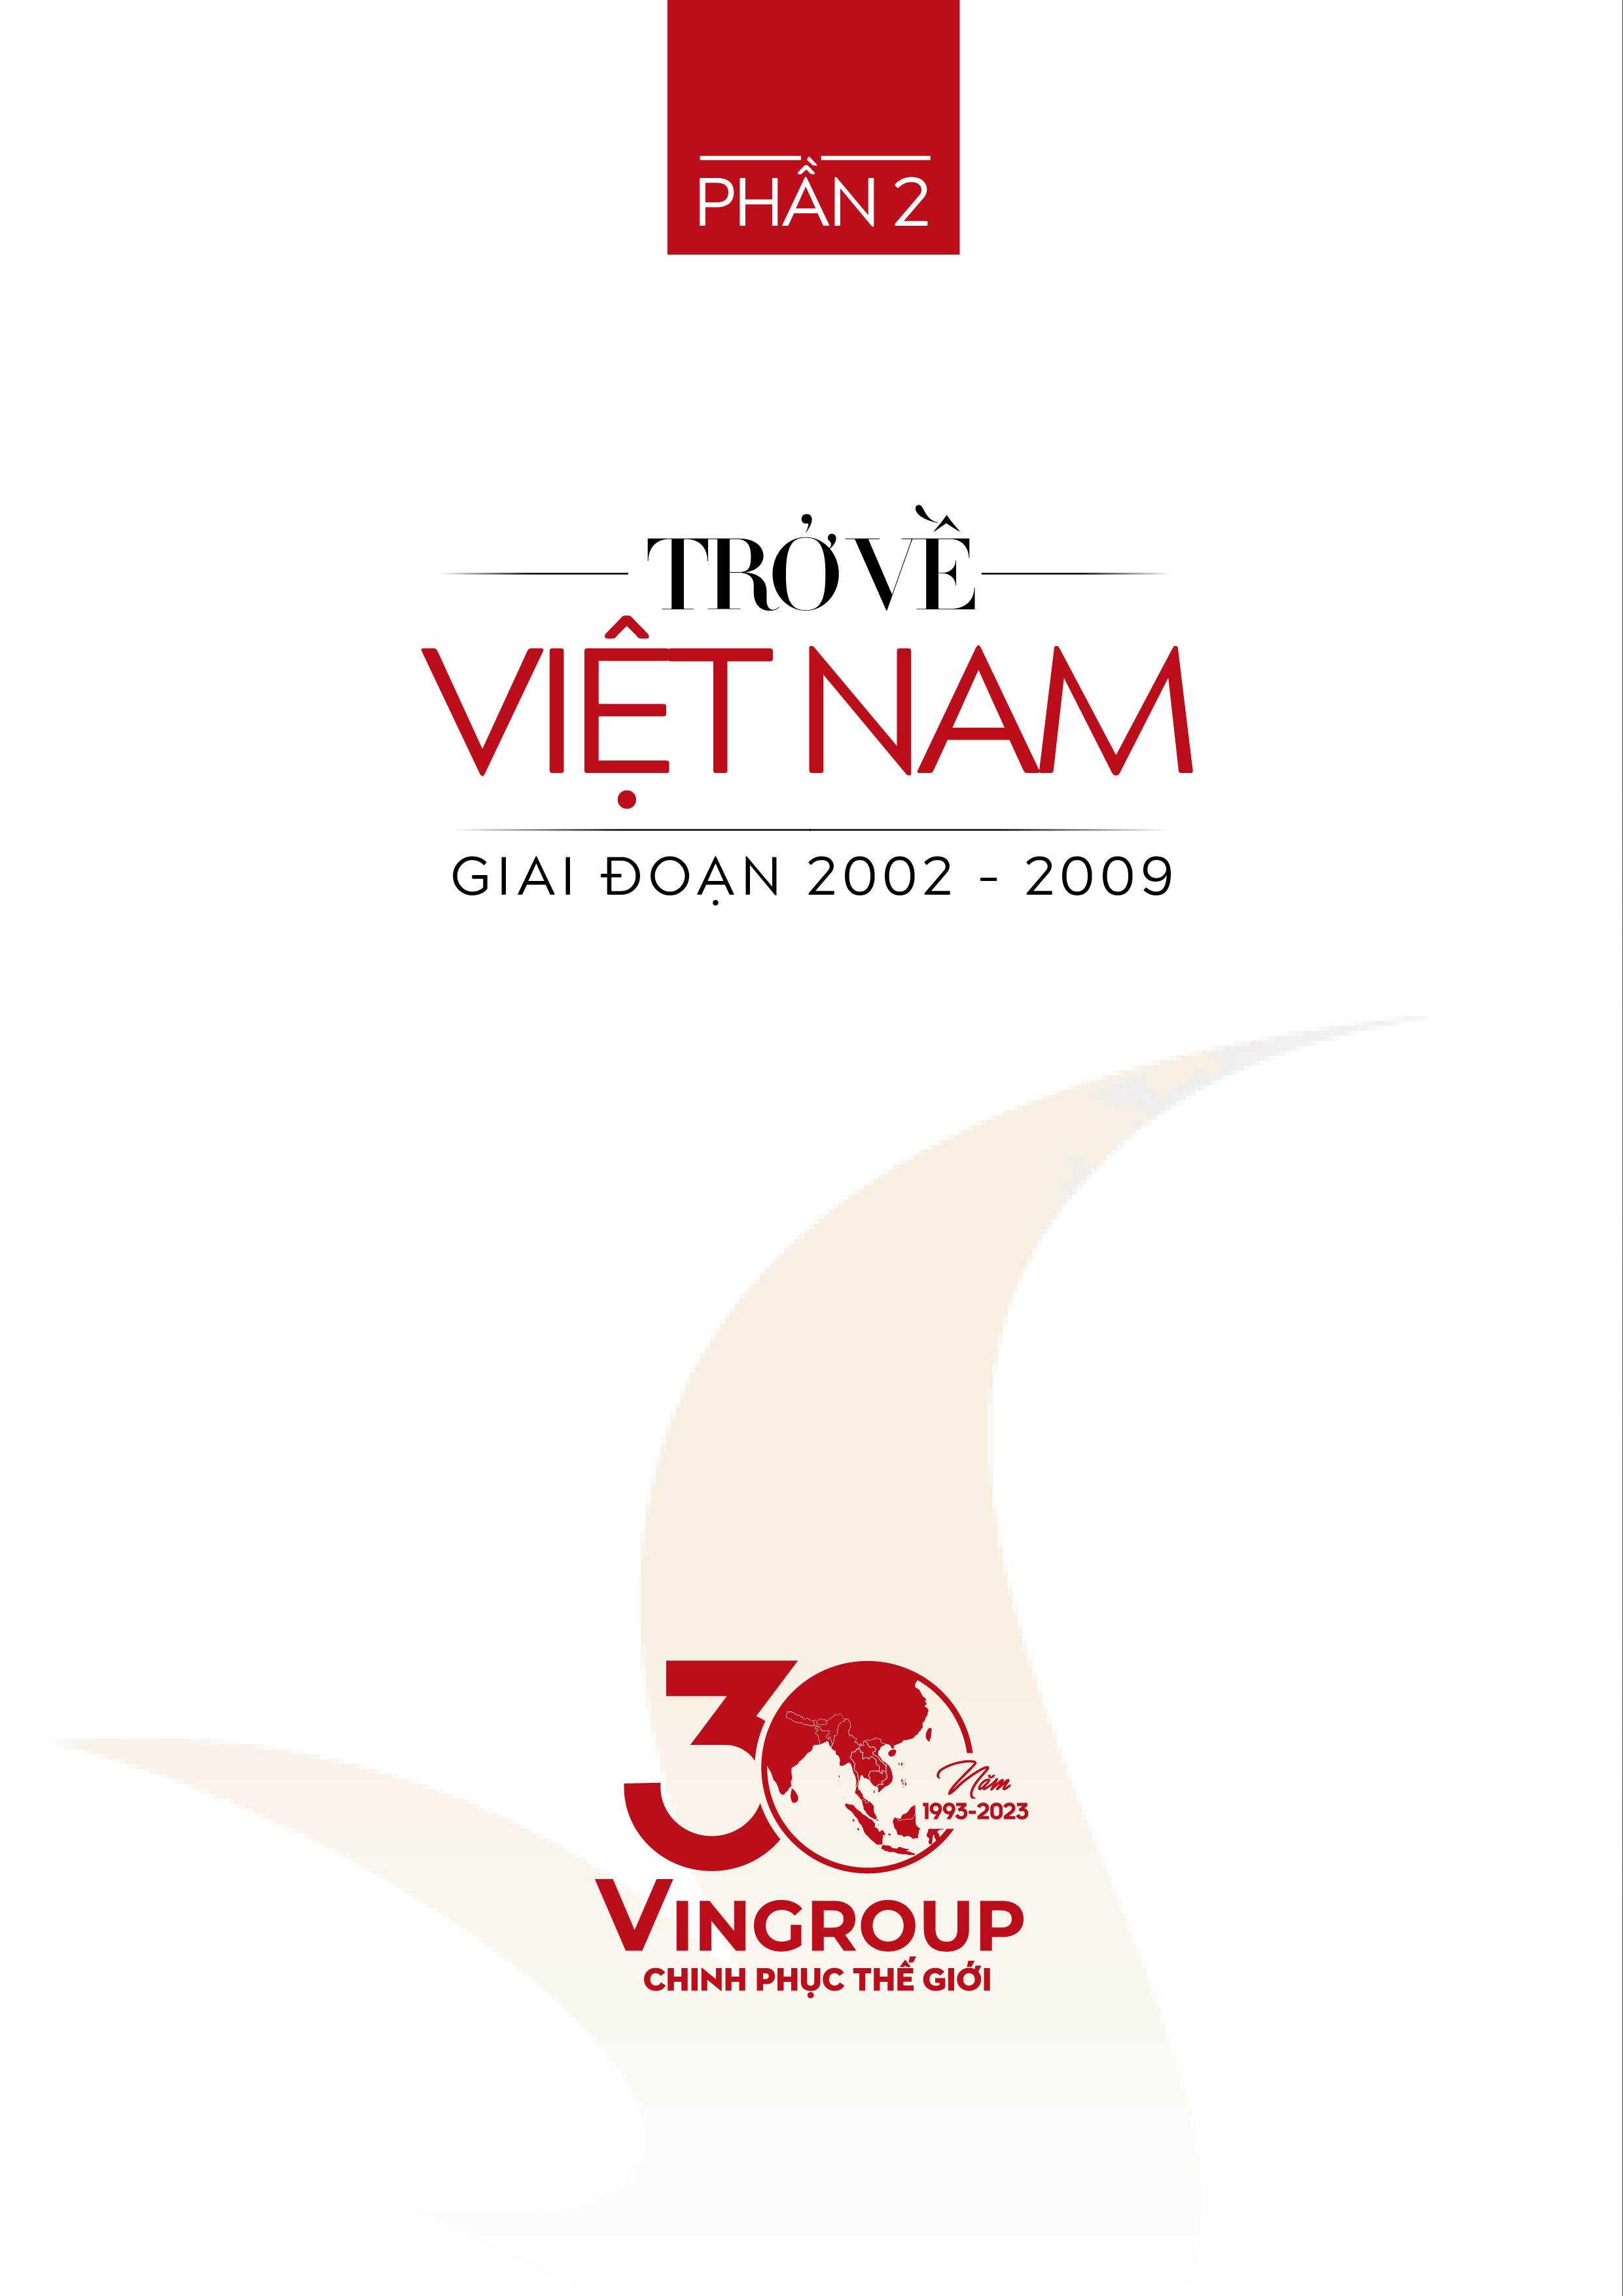 PHẦN 2
TRỞ VỀ
VIỆT NAM
GIAI ĐOẠN 2002 - 2009
30
Năm
1993-2023
VINGROUP
CHINH PHỤC THẾ GIỚI